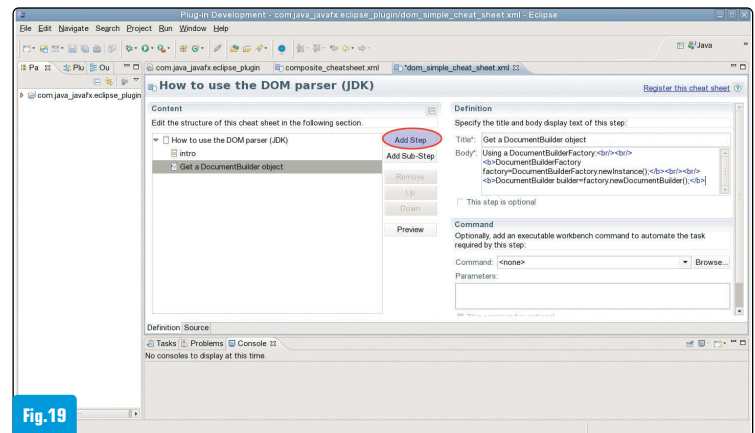 Plug-in Development - com.java_javafx.eclipse_plugin/dom_simple_cheat_sheet.xml - Eclipse
File Edit Navigate Search Project Run Window Help
Java
Pa Plu Ou
com.java_javafx.eclipse_plugin composite_cheatsheet.xml *dom_simple_cheat_sheet.xml
com.java_javafx.eclipse_plugin
How to use the DOM parser (JDK)
Register this cheat sheet
Content
Edit the structure of this cheat sheet in the following section.
How to use the DOM parser (JDK)
intro
Get a DocumentBuilder object
Add Step
Add Sub-Step
Remove
Up
Down
Preview
Definition
Specify the title and body display text of this step:
Title*: Get a DocumentBuilder object
Body*: Using a DocumentBuilderFactory:<br/><br/>
<b>DocumentBuilderFactory
factory=DocumentBuilderFactory.newInstance();</b><br/><br/>
<b>DocumentBuilder builder=factory.newDocumentBuilder();</b>
This step is optional
Command
Optionally, add an executable workbench command to automate the task
required by this step:
Command: <none> Browse...
Parameters:
Definition Source
Tasks Problems Console
No consoles to display at this time.
Fig.19